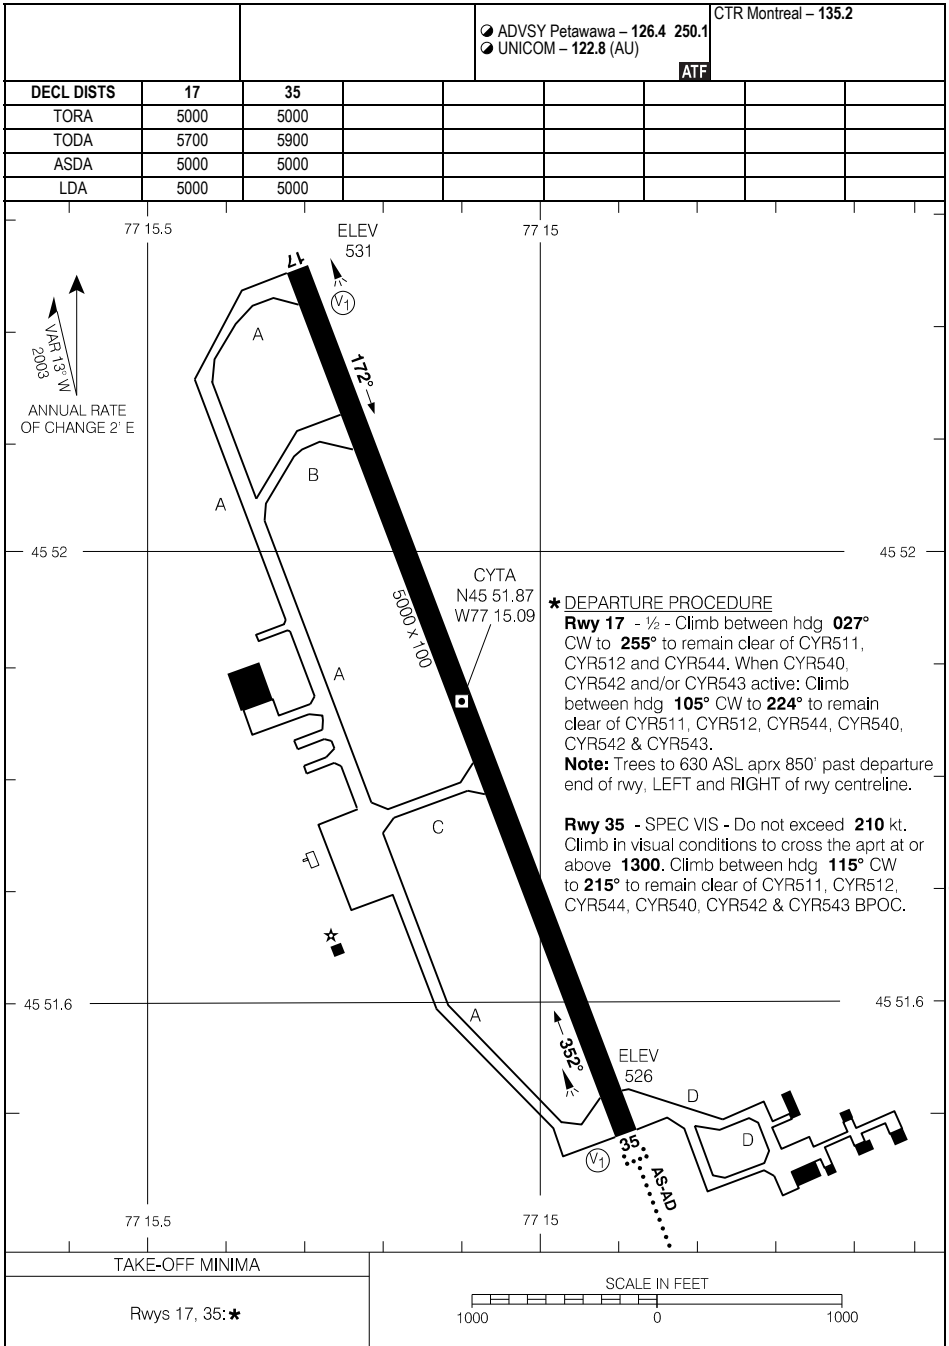 CTR Montreal – 135.2
ADVSY Petawawa – 126.4 250.1
UNICOM – 122.8 (AU)
ATF
DECL DISTS 17 35
TORA 5000 5000
TODA 5700 5900
ASDA 5000 5000
LDA 5000 5000
77 15.5
77 15
ELEV
531
17
V1
VAR 13° W
2003
ANNUAL RATE
OF CHANGE 2' E
A
172°
B
A
45 52
45 52
CYTA
N45 51.87
W77 15.09
5000 x 100
A
* DEPARTURE PROCEDURE
Rwy 17 - ½ - Climb between hdg 027°
CW to 255° to remain clear of CYR511,
CYR512 and CYR544. When CYR540,
CYR542 and/or CYR543 active: Climb
between hdg 105° CW to 224° to remain
clear of CYR511, CYR512, CYR544, CYR540,
CYR542 & CYR543.
Note: Trees to 630 ASL aprx 850' past departure
end of rwy, LEFT and RIGHT of rwy centreline.
Rwy 35 - SPEC VIS - Do not exceed 210 kt.
Climb in visual conditions to cross the aprt at or
above 1300. Climb between hdg 115° CW
to 215° to remain clear of CYR511, CYR512,
CYR544, CYR540, CYR542 & CYR543 BPOC.
C
45 51.6
45 51.6
A
352°
ELEV
526
D
D
35
V1
AS-AD
77 15.5
77 15
TAKE-OFF MINIMA
Rwys 17, 35:*
SCALE IN FEET
1000 0 1000